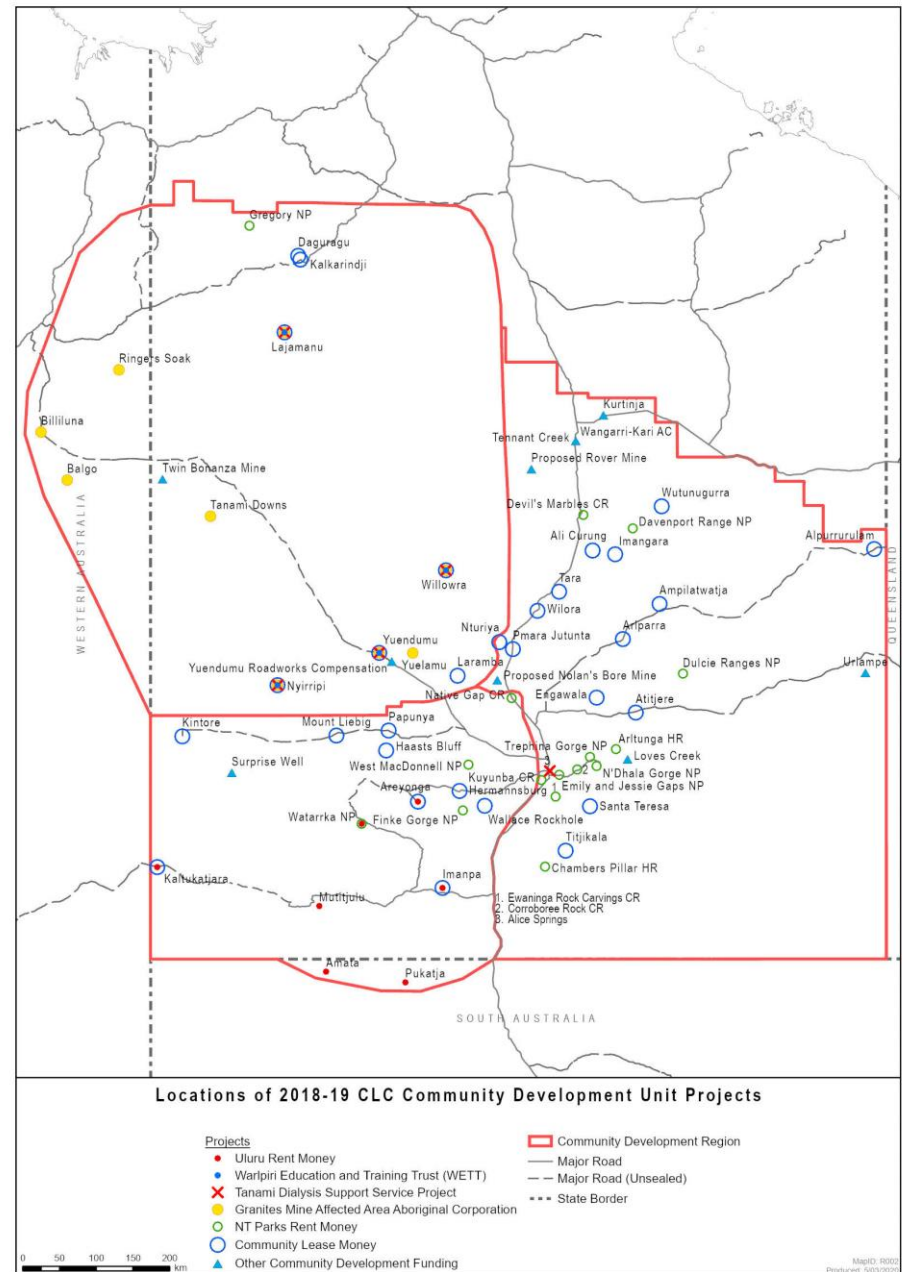 Gregory NP
Daguragu
Kalkarindji
Lajamanu
Ringers Soak
Billiluna
Balgo
Twin Bonanza Mine
Tanami Downs
WESTERN AUSTRALIA
Kurtinja
Tennant Creek
Wangarri-Kari AC
Proposed Rover Mine
Wutunugurra
Devil's Marbles CR
Davenport Range NP
Ali Curung
Imangara
Alpurrurulam
QUEENSLAND
Willowra
Tara
Ampilatwatja
Wilora
Nturiya
Pmara Jutunta
Arlparra
Yuendumu
Yuelamu
Yuendumu Roadworks Compensation
Laramba
Nyirripi
Proposed Nolan's Bore Mine
Dulcie Ranges NP
Urlampe
Native Gap CR
Engawala
Atitjere
Kintore
Mount Liebig
Papunya
Haasts Bluff
Surprise Well
West MacDonnell NP
Trephina Gorge NP
Arltunga HR
Loves Creek
3
2
N'Dhala Gorge NP
Kuyunba CR
1
Emily and Jessie Gaps NP
Areyonga
Hermannsburg
Watarrka NP
Finke Gorge NP
Wallace Rockhole
Santa Teresa
Titjikala
Chambers Pillar HR
Kaltukatjara
Imanpa
Mutitjulu
1. Ewaninga Rock Carvings CR
2. Corroboree Rock CR
3. Alice Springs
Amata
Pukatja
SOUTH AUSTRALIA
Locations of 2018-19 CLC Community Development Unit Projects
Projects
Uluru Rent Money
Warlpiri Education and Training Trust (WETT)
Tanami Dialysis Support Service Project
Granites Mine Affected Area Aboriginal Corporation
NT Parks Rent Money
Community Lease Money
Other Community Development Funding
Community Development Region
Major Road
Major Road (Unsealed)
State Border
0 50 100 150 200
km
MapID: R002
Produced: 5/03/2020